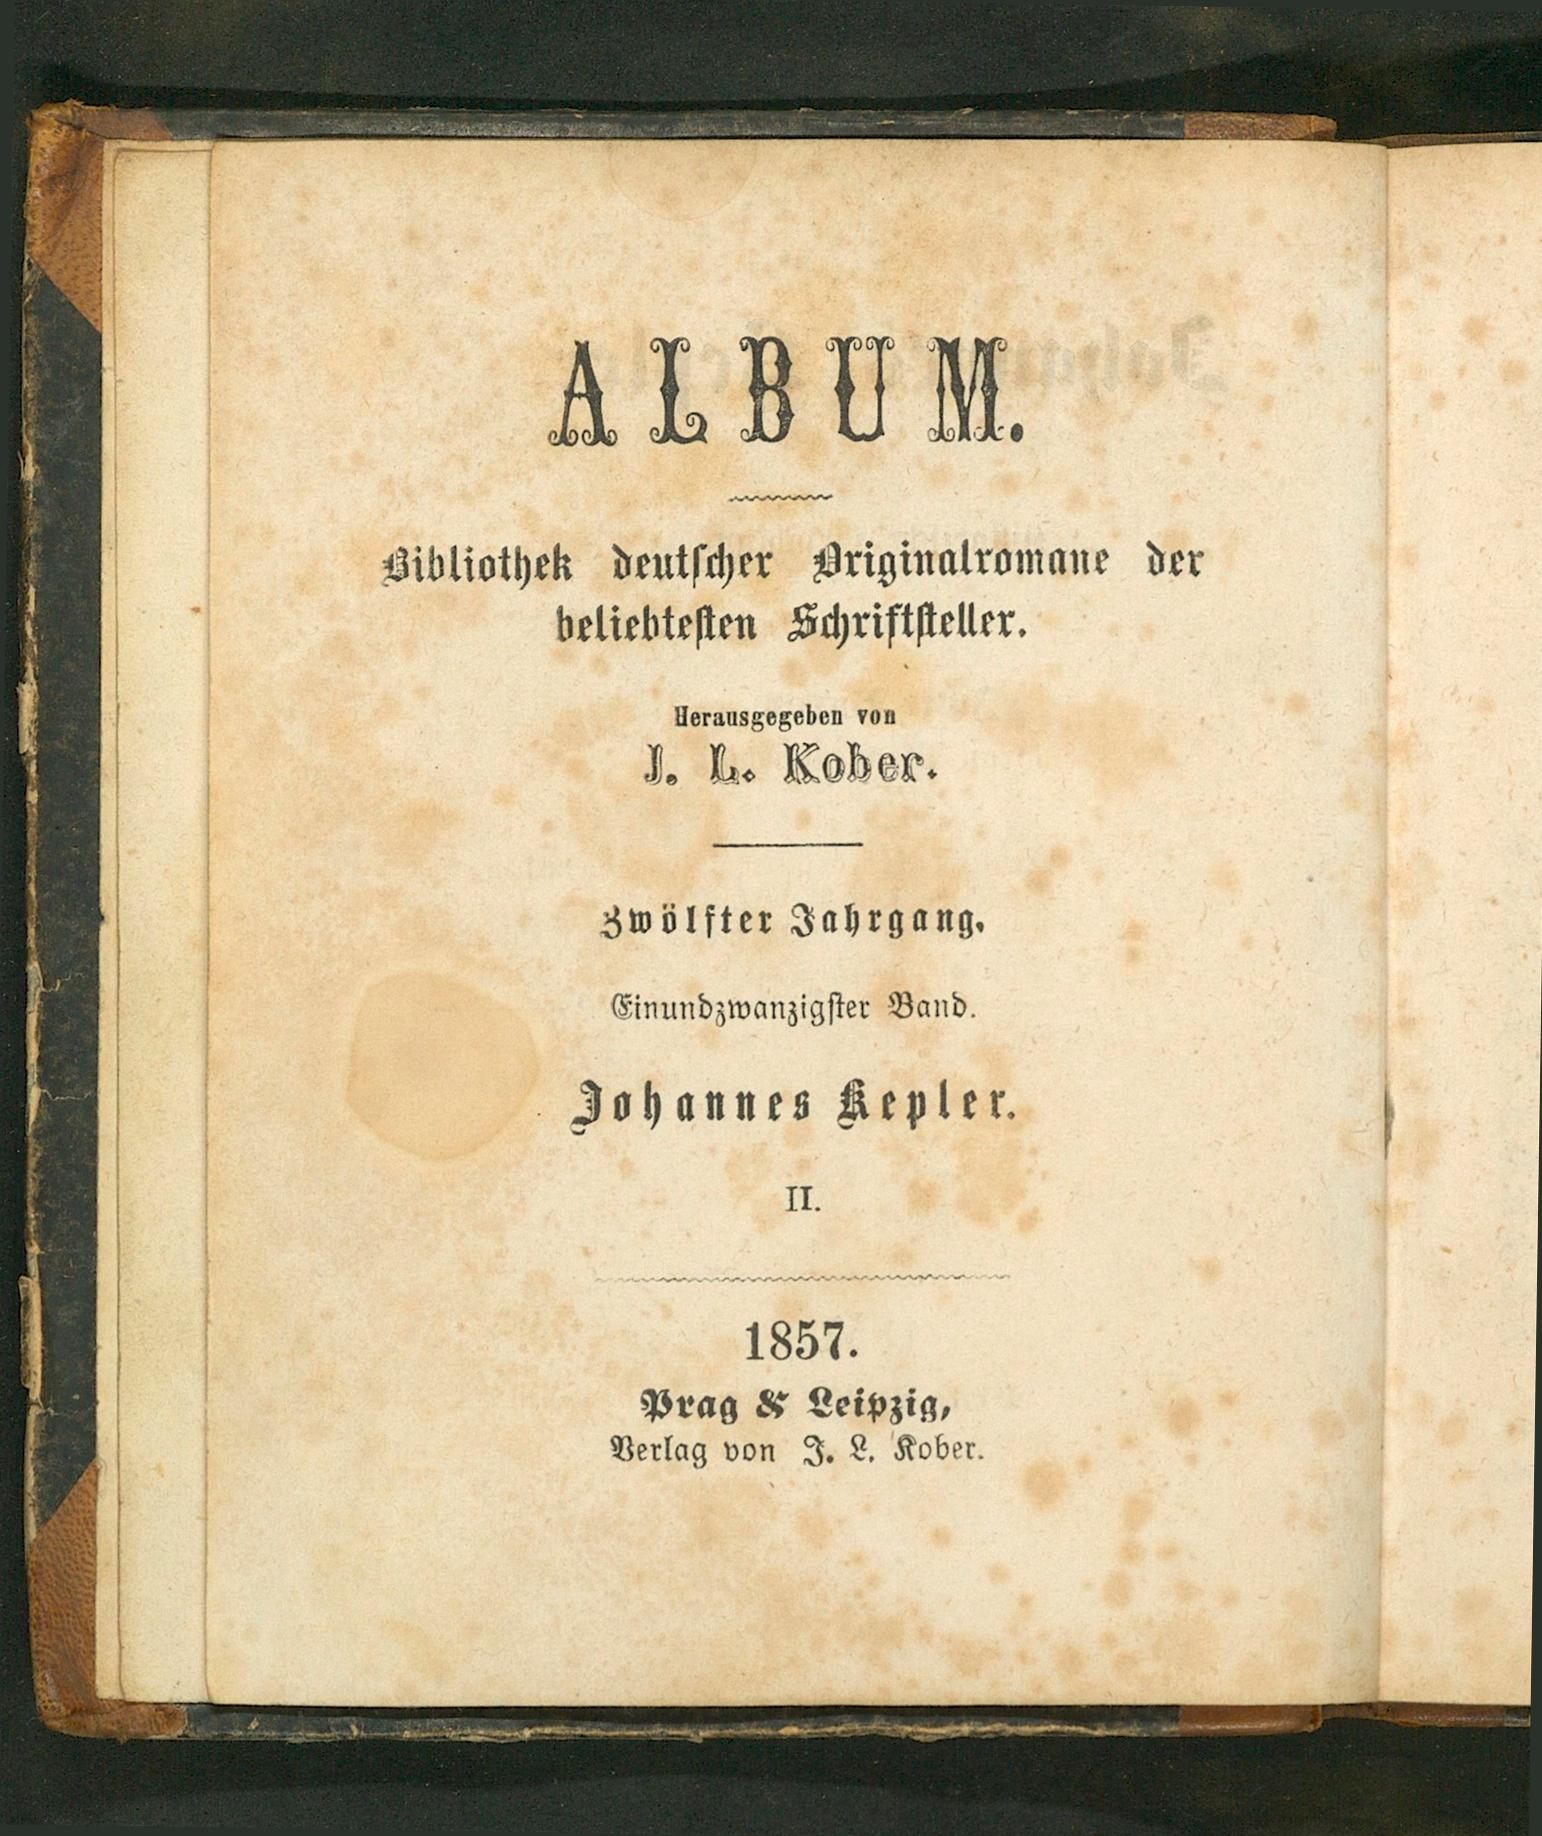 ALBUM.
Bibliothek deutſcher Originalromane der
beliebteſten Schriftſteller.
Herausgegeben von
J. L. Kober.
Zwölfter Jahrgang.
Einundzwanzigſter Band.
Johannes Kepler.
II.
1857.
Prag & Leipzig,
Verlag von J. L. Kober.